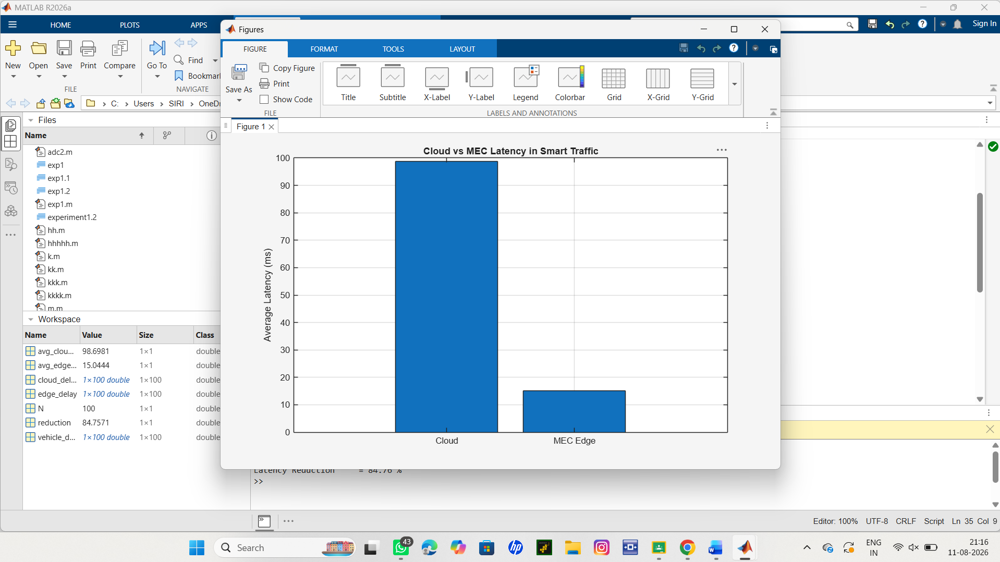 MATLAB R2026a
HOME PLOTS APPS
Sign In
New Open Save Print Compare Go To Find
Bookmark
FILE NAVIGATE
C: Users SIRI OneDr
Files
Name
adc2.m
exp1
exp1.1
exp1.2
exp1.m
experiment1.2
hh.m
hhhhh.m
k.m
kk.m
kkk.m
kkkk.m
m.m
Workspace
Name Value Size Class
avg_clou... 98.6981 1×1 double
avg_edge... 15.0444 1×1 double
cloud_del... 1×100 double 1×100 double
edge_delay 1×100 double 1×100 double
N 100 1×1 double
reduction 84.7571 1×1 double
vehicle_d... 1×100 double 1×100 double
Figures
FIGURE FORMAT TOOLS LAYOUT
Save As
Copy Figure
Print
Show Code
FILE
Title Subtitle X-Label Y-Label Legend Colorbar Grid X-Grid Y-Grid
LABELS AND ANNOTATIONS
Figure 1
Cloud vs MEC Latency in Smart Traffic
Average Latency (ms)
100
90
80
70
60
50
40
30
20
10
0
Cloud MEC Edge
Latency Reduction = 84.76 %
>>
Editor: 100% UTF-8 CRLF Script Ln 35 Col 9
Search
43
ENG
IN
21:16
11-08-2026